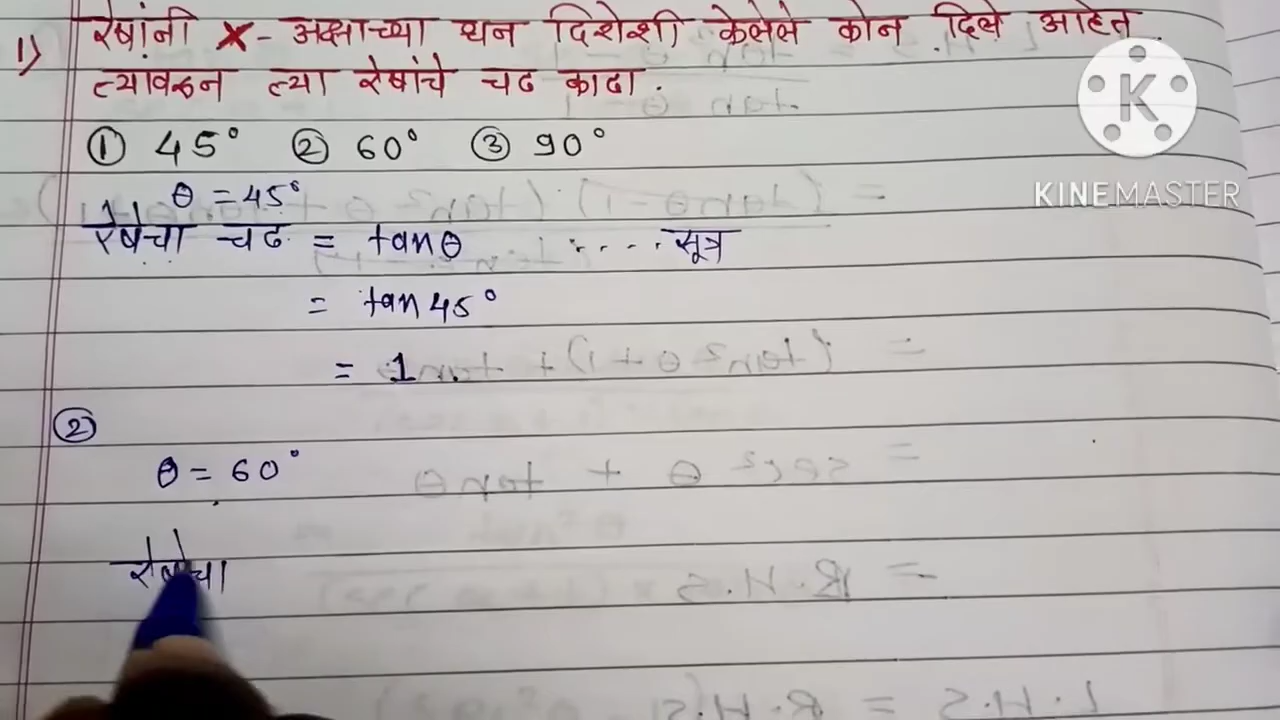 1) रेषांनी X - अक्षाच्या धन दिशेशी केलेले कोन दिले आहेत.
त्यावरून त्या रेषांचे चढ काढा.
① 45° ② 60° ③ 90°
θ = 45°
रेषेचा चढ = tanθ ..... सूत्र
= tan 45°
= 1
②
θ = 60°
रेषेचा
K
KINEMASTER